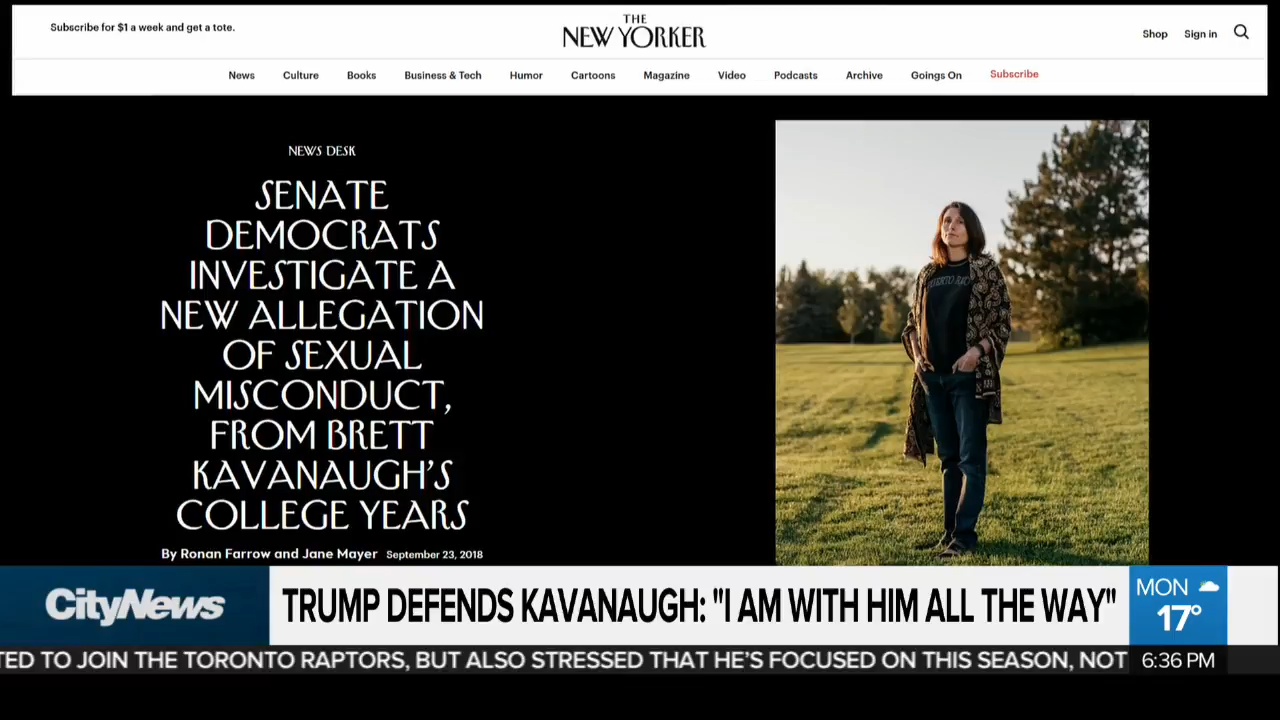 Subscribe for $1 a week and get a tote.
THE
NEW YORKER
Shop Sign in
News Culture Books Business & Tech Humor Cartoons Magazine Video Podcasts Archive Goings On Subscribe
NEWS DESK
SENATE
DEMOCRATS
INVESTIGATE A
NEW ALLEGATION
OF SEXUAL
MISCONDUCT,
FROM BRETT
KAVANAUGH'S
COLLEGE YEARS
By Ronan Farrow and Jane Mayer September 23, 2018
CityNews
TRUMP DEFENDS KAVANAUGH: "I AM WITH HIM ALL THE WAY"
MON
17°
TED TO JOIN THE TORONTO RAPTORS, BUT ALSO STRESSED THAT HE'S FOCUSED ON THIS SEASON, NOT
6:36 PM